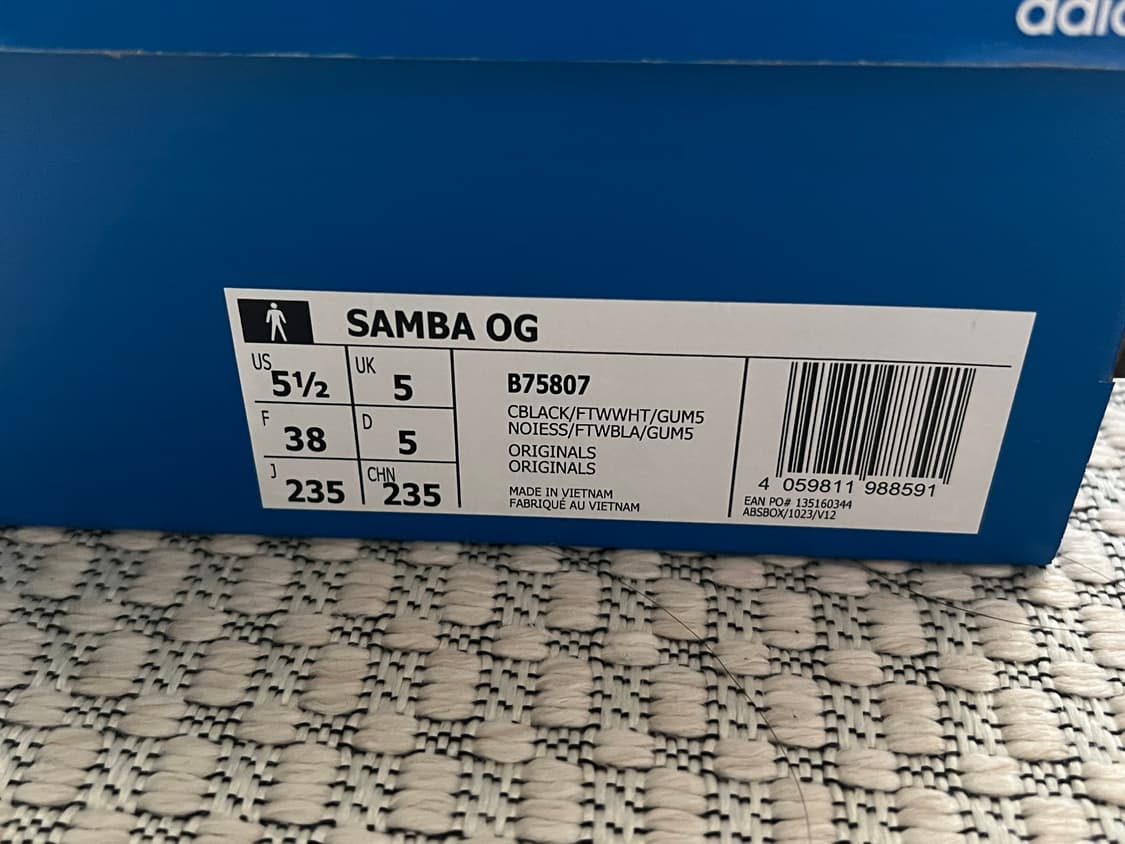 SAMBA OG
US 5½ UK 5
F 38 D 5
J 235 CHN 235
B75807
CBLACK/FTWWHT/GUM5
NOIESS/FTWBLA/GUM5
ORIGINALS
ORIGINALS
MADE IN VIETNAM
FABRIQUÉ AU VIETNAM
4 059811 988591
EAN PO# 135160344
ABSBOX/1023/V12